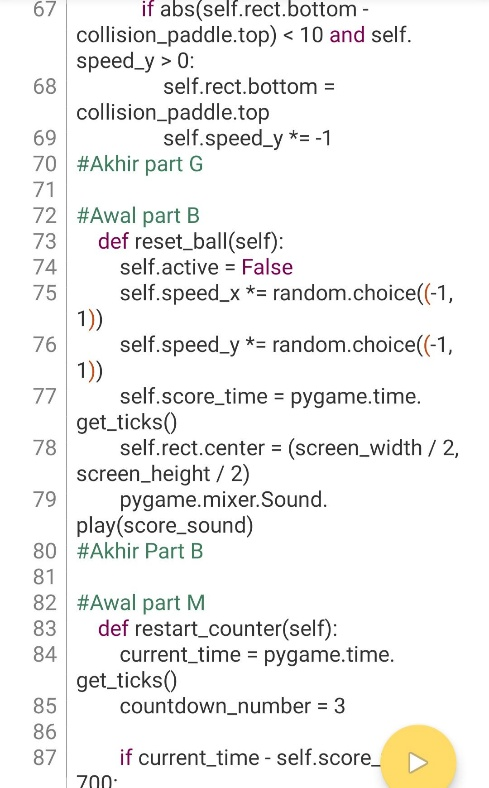 67 if abs(self.rect.bottom -
collision_paddle.top) < 10 and self.
speed_y > 0:
68 self.rect.bottom =
collision_paddle.top
69 self.speed_y *= -1
70 #Akhir part G
71
72 #Awal part B
73 def reset_ball(self):
74 self.active = False
75 self.speed_x *= random.choice((-1,
1))
76 self.speed_y *= random.choice((-1,
1))
77 self.score_time = pygame.time.
get_ticks()
78 self.rect.center = (screen_width / 2,
screen_height / 2)
79 pygame.mixer.Sound.
play(score_sound)
80 #Akhir Part B
81
82 #Awal part M
83 def restart_counter(self):
84 current_time = pygame.time.
get_ticks()
85 countdown_number = 3
86
87 if current_time - self.score_
700: